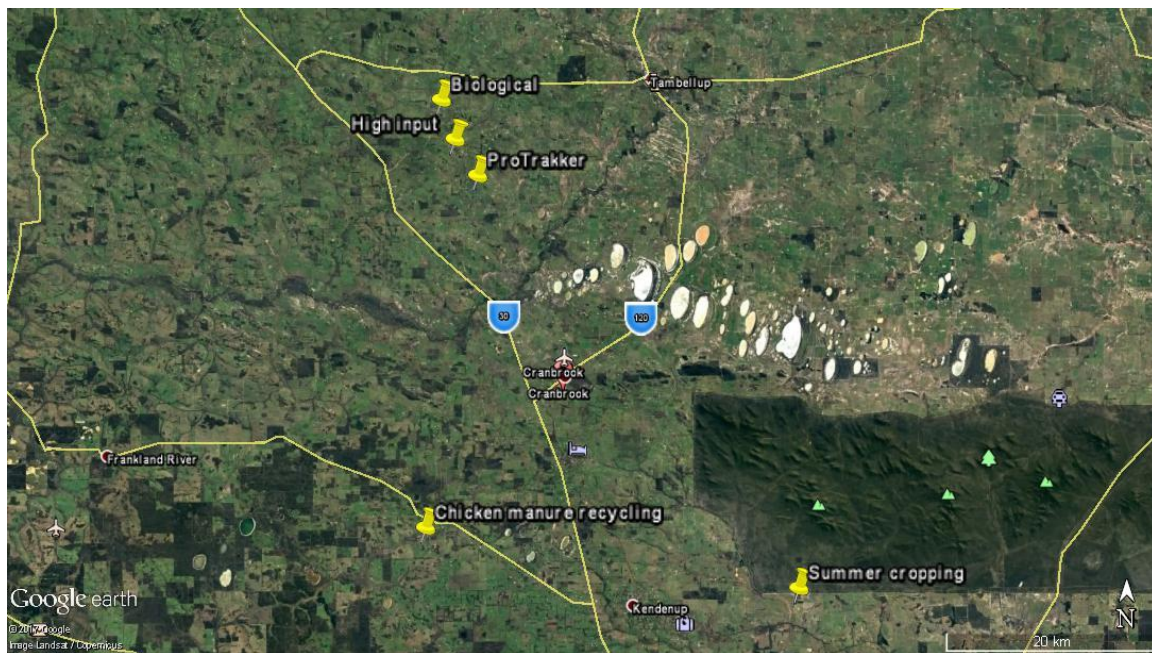 Biological
Tambellup
High input
ProTrakker
30
120
Cranbrook
Cranbrook
Frankland River
Chicken manure recycling
Summer cropping
Google earth
Kendenup
N
© 2017 Google
Image Landsat / Copernicus
20 km